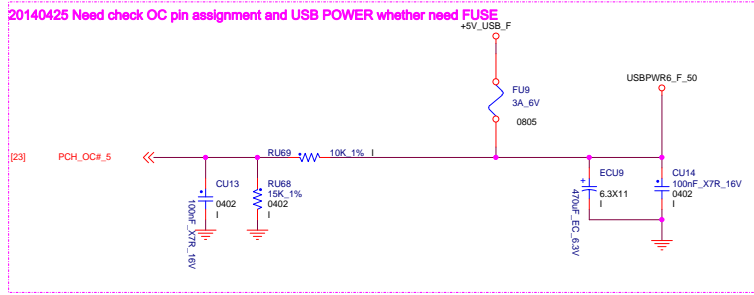 20140425 Need check OC pin assignment and USB POWER whether need FUSE
+5V_USB_F
USBPWR6_F_50
FU9
3A_6V
0805
[23]
PCH_OC#_5
RU69
10K_1%
I
CU13
0402
I
100nF_X7R_16V
RU68
15K_1%
0402
I
+
ECU9
6.3X11
I
470uF_EC_6.3V
CU14
100nF_X7R_16V
0402
I